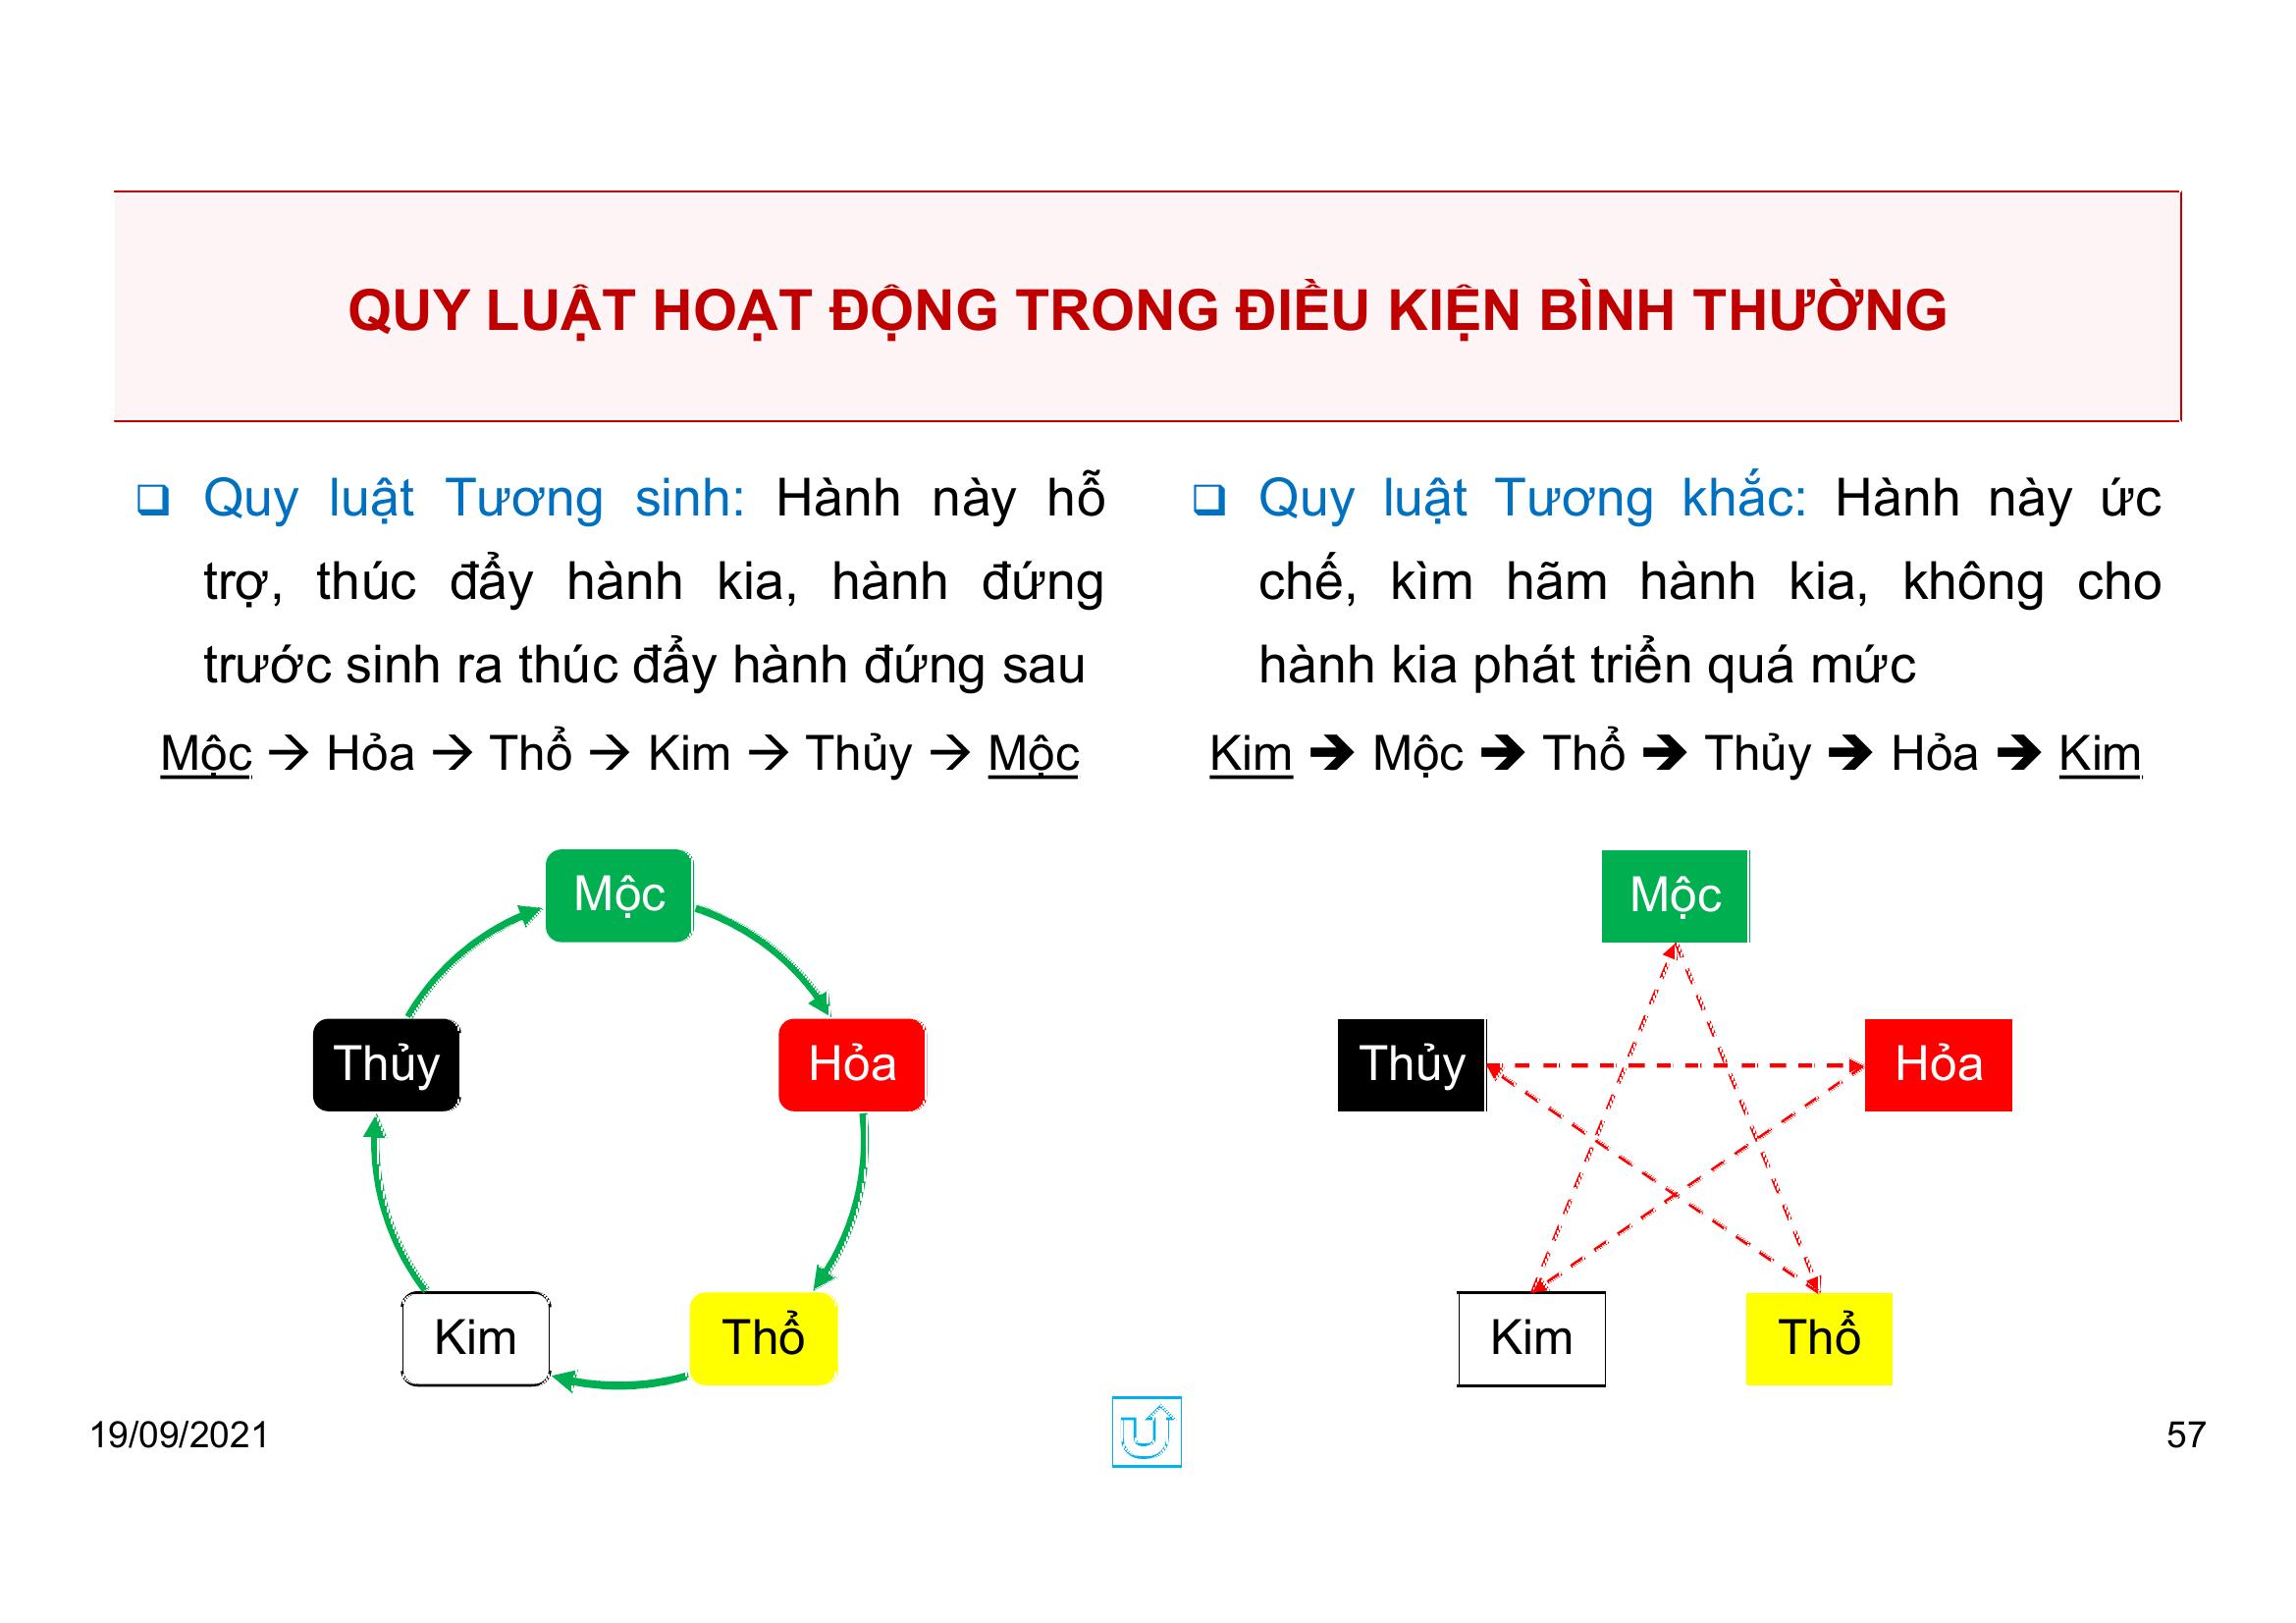 QUY LUẬT HOẠT ĐỘNG TRONG ĐIỀU KIỆN BÌNH THƯỜNG
❑ Quy luật Tương sinh: Hành này hỗ
trợ, thúc đẩy hành kia, hành đứng
trước sinh ra thúc đẩy hành đứng sau
Mộc → Hỏa → Thổ → Kim → Thủy → Mộc
❑ Quy luật Tương khắc: Hành này ức
chế, kìm hãm hành kia, không cho
hành kia phát triển quá mức
Kim 🡺 Mộc 🡺 Thổ 🡺 Thủy 🡺 Hỏa 🡺 Kim
Mộc
Thủy
Hỏa
Kim
Thổ
Mộc
Thủy
Hỏa
Kim
Thổ
19/09/2021
U
57